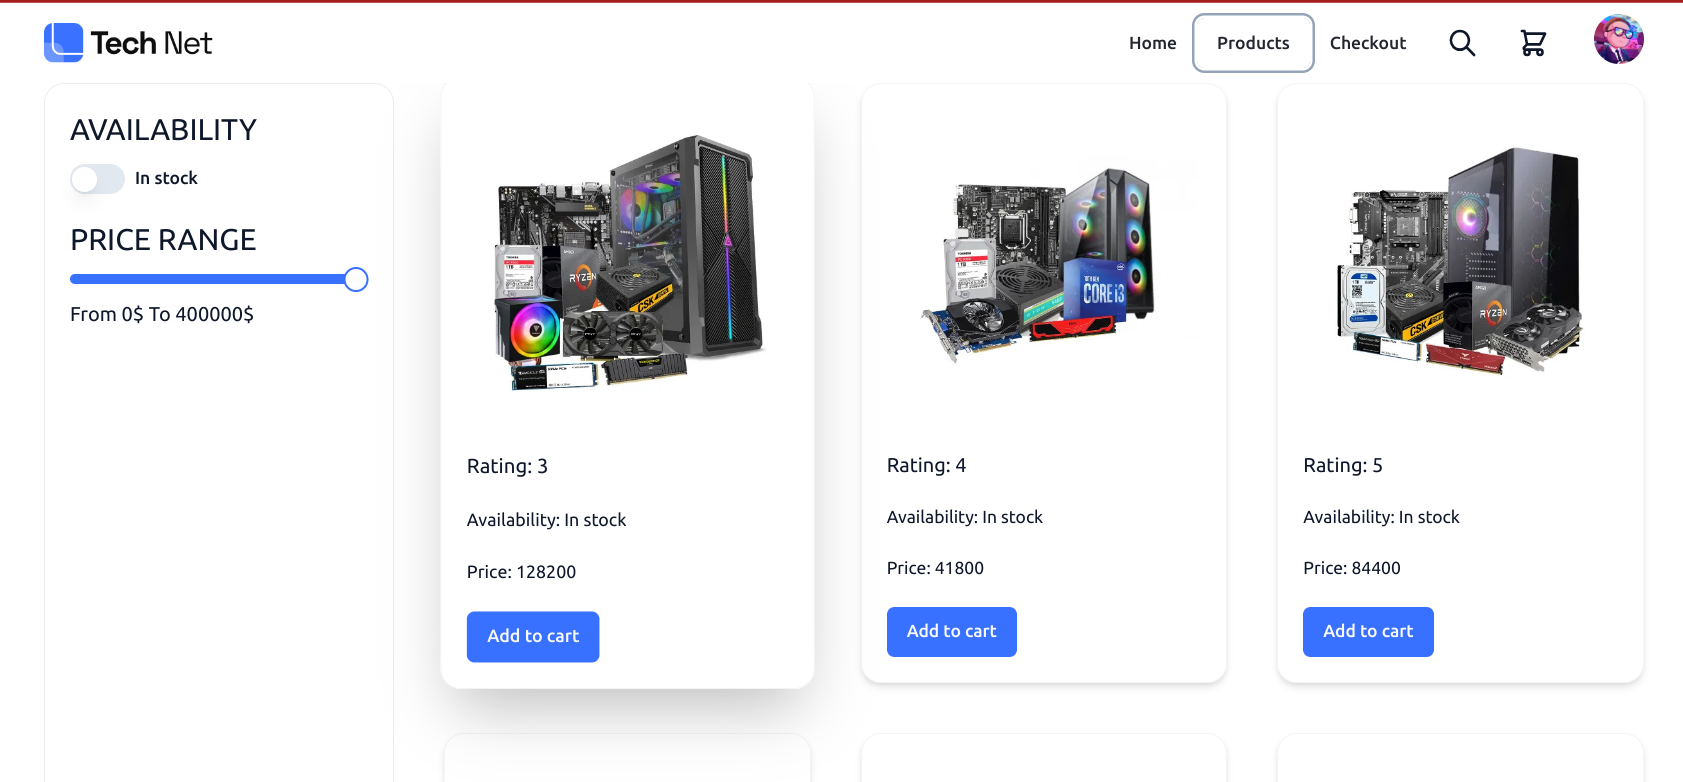 Tech Net
Home
Products
Checkout
AVAILABILITY
In stock
PRICE RANGE
From 0$ To 400000$
RYZEN
CSK
1TB
Rating: 3
Availability: In stock
Price: 128200
Add to cart
CORE i3
1TB
Rating: 4
Availability: In stock
Price: 41800
Add to cart
RYZEN
CSK
Rating: 5
Availability: In stock
Price: 84400
Add to cart